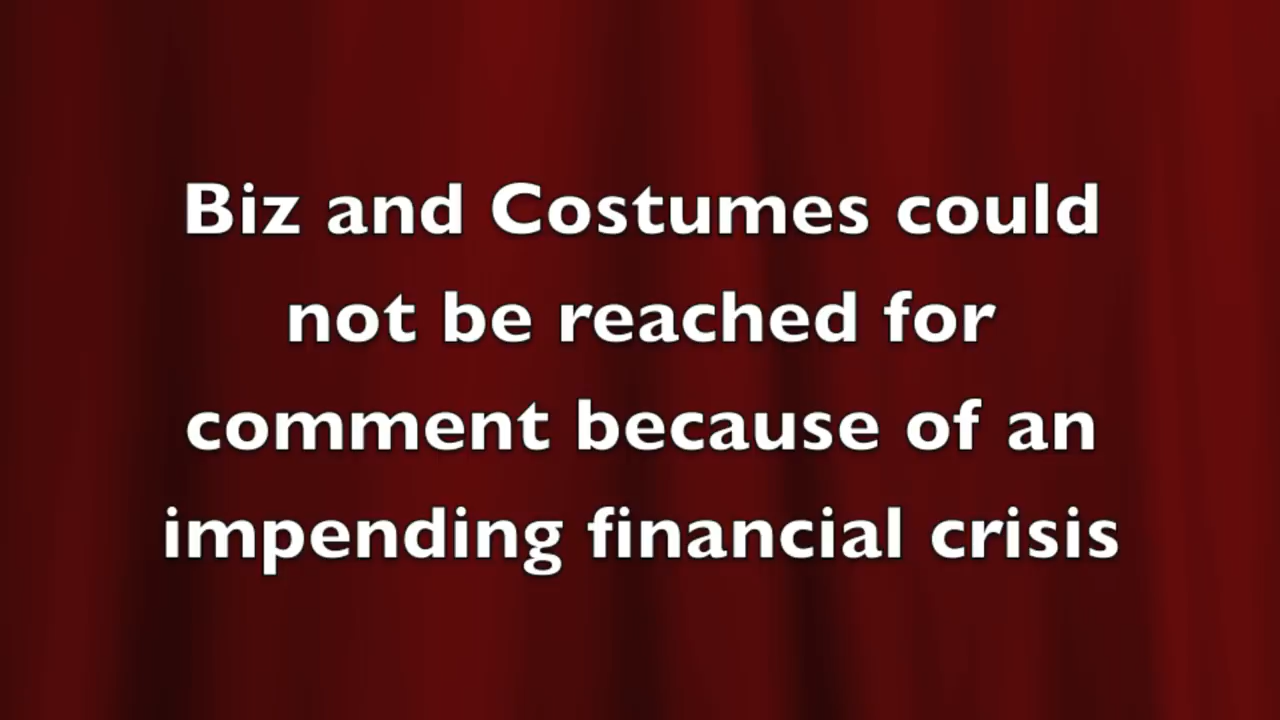 Biz and Costumes could
not be reached for
comment because of an
impending financial crisis